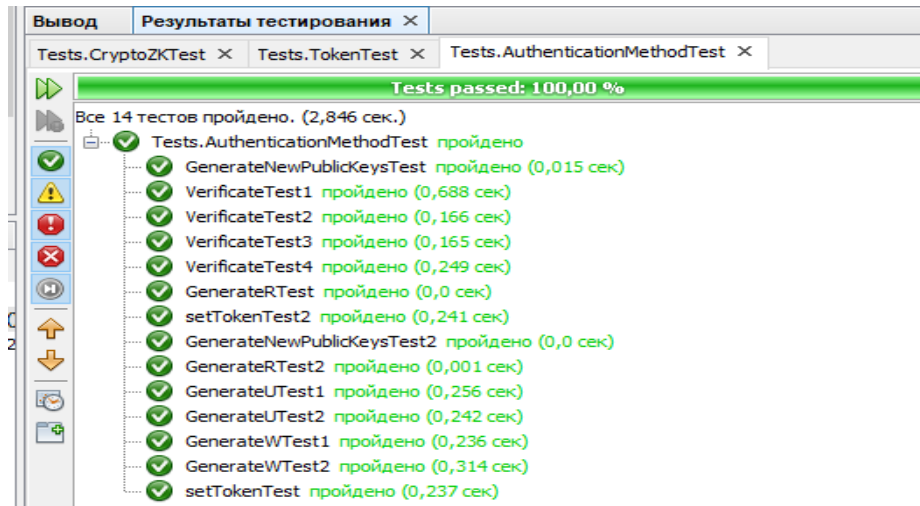 Вывод Результаты тестирования ×
Tests.CryptoZKTest × Tests.TokenTest × Tests.AuthenticationMethodTest ×
Tests passed: 100,00 %
Все 14 тестов пройдено. (2,846 сек.)
Tests.AuthenticationMethodTest пройдено
GenerateNewPublicKeysTest пройдено (0,015 сек)
VerificateTest1 пройдено (0,688 сек)
VerificateTest2 пройдено (0,166 сек)
VerificateTest3 пройдено (0,165 сек)
VerificateTest4 пройдено (0,249 сек)
GenerateRTest пройдено (0,0 сек)
setTokenTest2 пройдено (0,241 сек)
GenerateNewPublicKeysTest2 пройдено (0,0 сек)
GenerateRTest2 пройдено (0,001 сек)
GenerateUTest1 пройдено (0,256 сек)
GenerateUTest2 пройдено (0,242 сек)
GenerateWTest1 пройдено (0,236 сек)
GenerateWTest2 пройдено (0,314 сек)
setTokenTest пройдено (0,237 сек)